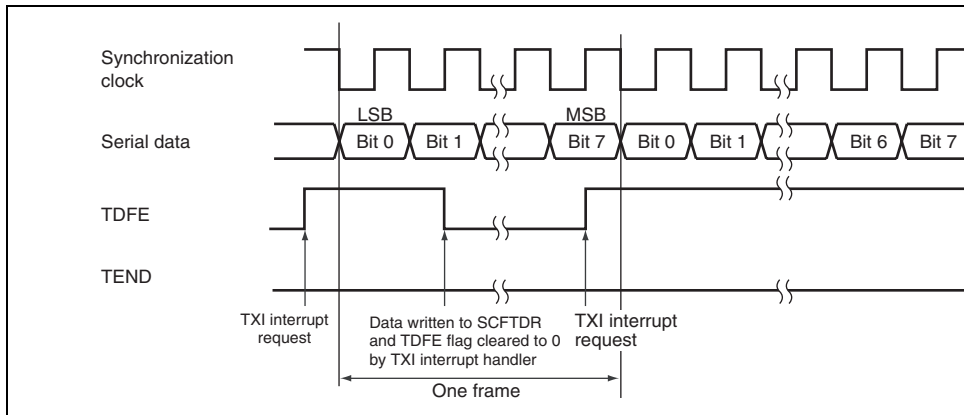 Synchronization
clock
LSB
MSB
Serial data
Bit 0
Bit 1
Bit 7
Bit 0
Bit 1
Bit 6
Bit 7
TDFE
TEND
TXI interrupt
request
Data written to SCFTDR
and TDFE flag cleared to 0
by TXI interrupt handler
TXI interrupt
request
One frame